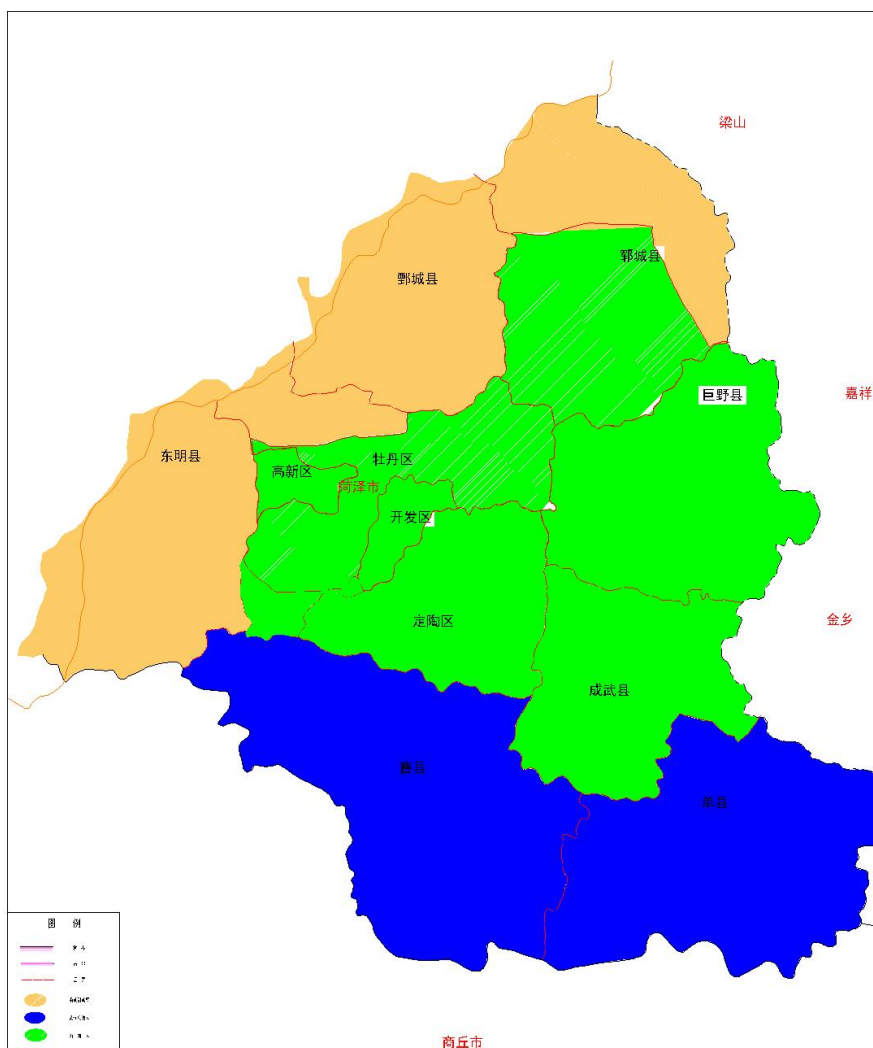 梁山
郓城县
鄄城县
巨野县
嘉祥
东明县
牡丹区
高新区
菏泽市
开发区
金乡
定陶区
成武县
曹县
单县
图 例
商丘市